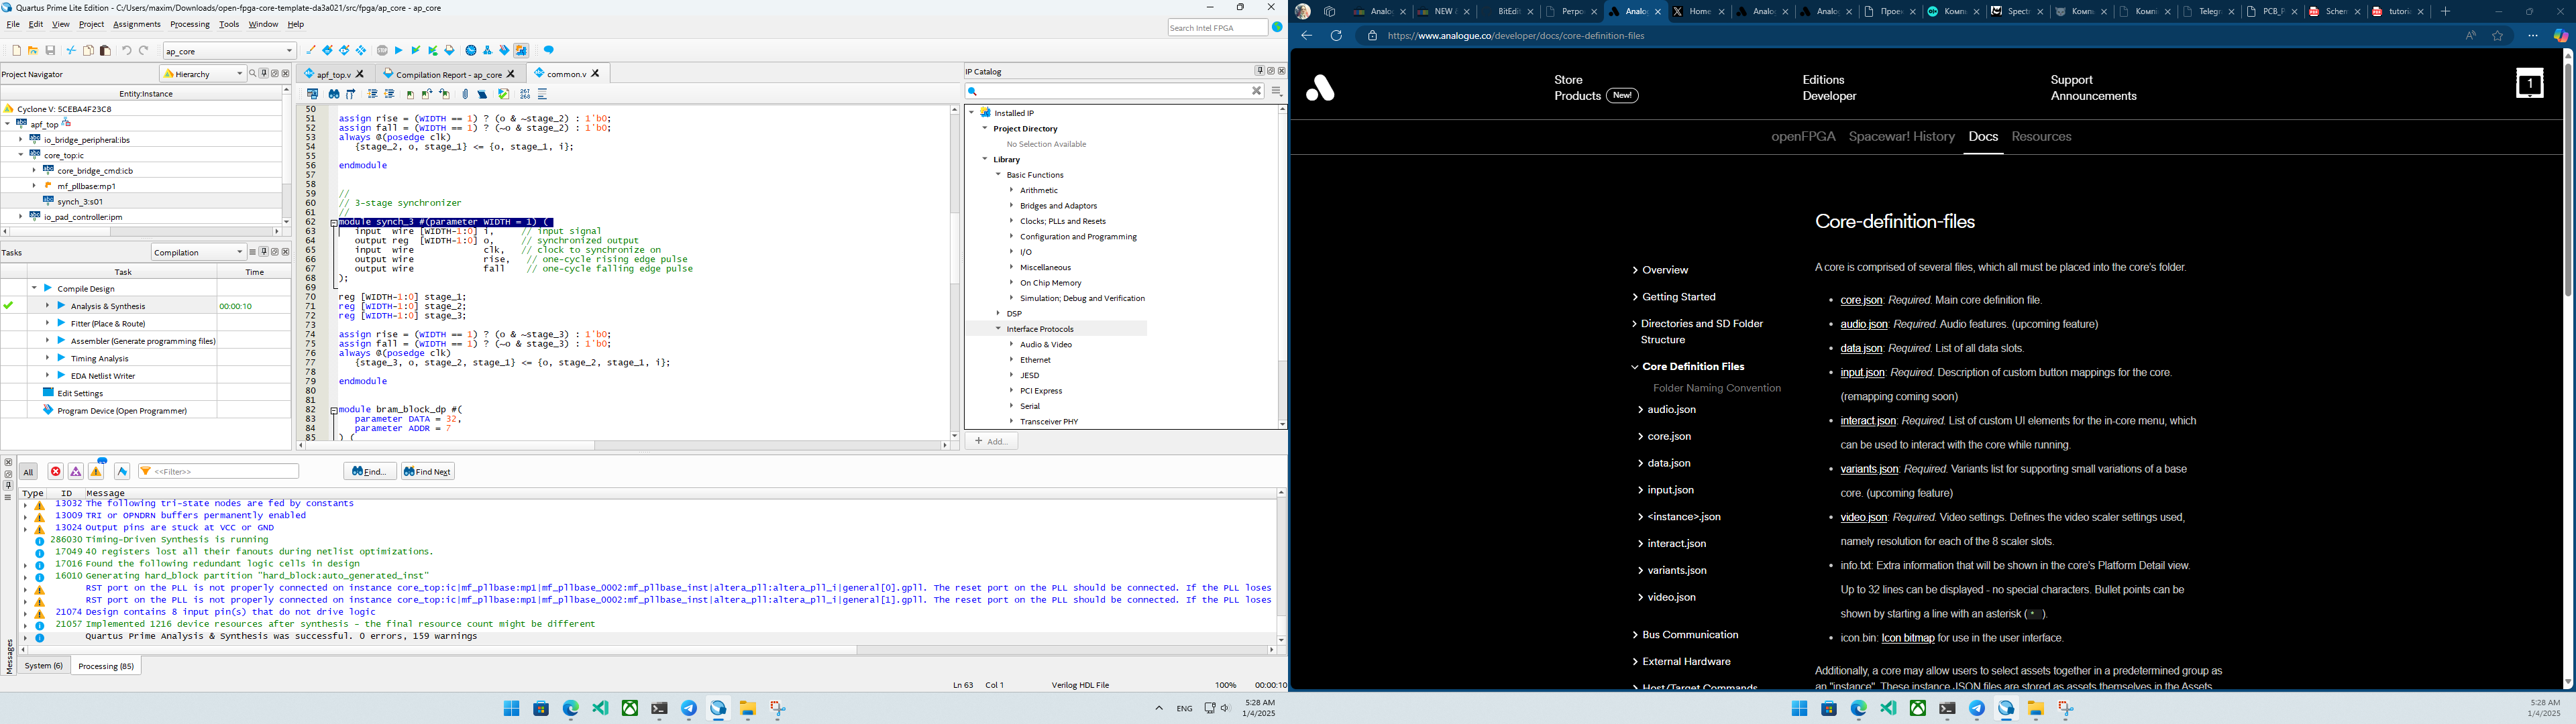 Quartus Prime Lite Edition - C:/Users/maxim/Downloads/open-fpga-core-template-da3a021/src/fpga/ap_core - ap_core
File Edit View Project Assignments Processing Tools Window Help
Search Intel FPGA
ap_core
Project Navigator
Hierarchy
Entity:Instance
Cyclone V: 5CEBA4F23C8
apf_top
io_bridge_peripheral:ibs
core_top:ic
core_bridge_cmd:icb
mf_pllbase:mp1
synch_3:s01
io_pad_controller:ipm
Tasks
Compilation
Task Time
Compile Design
Analysis & Synthesis 00:00:10
Fitter (Place & Route)
Assembler (Generate programming files)
Timing Analysis
EDA Netlist Writer
Edit Settings
Program Device (Open Programmer)
apf_top.v
Compilation Report - ap_core
common.v
50
51 assign rise = (WIDTH == 1) ? (o & ~stage_2) : 1'b0;
52 assign fall = (WIDTH == 1) ? (~o & stage_2) : 1'b0;
53 always @(posedge clk)
54 {stage_2, o, stage_1} <= {o, stage_1, i};
55
56 endmodule
57
58
59 //
60 // 3-stage synchronizer
61 //
62 module synch_3 #(parameter WIDTH = 1) (
63 input wire [WIDTH-1:0] i, // input signal
64 output reg [WIDTH-1:0] o, // synchronized output
65 input wire clk, // clock to synchronize on
66 output wire rise, // one-cycle rising edge pulse
67 output wire fall // one-cycle falling edge pulse
68 );
69
70 reg [WIDTH-1:0] stage_1;
71 reg [WIDTH-1:0] stage_2;
72 reg [WIDTH-1:0] stage_3;
73
74 assign rise = (WIDTH == 1) ? (o & ~stage_3) : 1'b0;
75 assign fall = (WIDTH == 1) ? (~o & stage_3) : 1'b0;
76 always @(posedge clk)
77 {stage_3, o, stage_2, stage_1} <= {o, stage_2, stage_1, i};
78
79 endmodule
80
81
82 module bram_block_dp #(
83 parameter DATA = 32,
84 parameter ADDR = 7
85 ) (
IP Catalog
Installed IP
Project Directory
No Selection Available
Library
Basic Functions
Arithmetic
Bridges and Adaptors
Clocks; PLLs and Resets
Configuration and Programming
I/O
Miscellaneous
On Chip Memory
Simulation; Debug and Verification
DSP
Interface Protocols
Audio & Video
Ethernet
JESD
PCI Express
Serial
Transceiver PHY
Add...
All
<<Filter>>
Find...
Find Next
Type ID Message
13032 The following tri-state nodes are fed by constants
13009 TRI or OPNDRN buffers permanently enabled
13024 Output pins are stuck at VCC or GND
286030 Timing-Driven Synthesis is running
17049 40 registers lost all their fanouts during netlist optimizations.
17016 Found the following redundant logic cells in design
16010 Generating hard_block partition "hard_block:auto_generated_inst"
RST port on the PLL is not properly connected on instance core_top:ic|mf_pllbase:mp1|mf_pllbase_0002:mf_pllbase_inst|altera_pll:altera_pll_i|general[0].gpll. The reset port on the PLL should be connected. If the PLL loses
RST port on the PLL is not properly connected on instance core_top:ic|mf_pllbase:mp1|mf_pllbase_0002:mf_pllbase_inst|altera_pll:altera_pll_i|general[1].gpll. The reset port on the PLL should be connected. If the PLL loses
21074 Design contains 8 input pin(s) that do not drive logic
21057 Implemented 1216 device resources after synthesis - the final resource count might be different
Quartus Prime Analysis & Synthesis was successful. 0 errors, 159 warnings
Messages
System (6)
Processing (85)
Ln 63 Col 1 Verilog HDL File 100% 00:00:10
ENG
5:28 AM
1/4/2025
Analog
NEW
BitEdit
Ретро
Analog
Home
Analog
Analog
Прое
Комп
Spect
Комп
Комп
Telegr
PCB_P
Schem
tutoria
https://www.analogue.co/developer/docs/core-definition-files
Store
Products New!
Editions
Developer
Support
Announcements
1
openFPGA Spacewar! History Docs Resources
Overview
Getting Started
Directories and SD Folder
Structure
Core Definition Files
Folder Naming Convention
audio.json
core.json
data.json
input.json
<instance>.json
interact.json
variants.json
video.json
Bus Communication
External Hardware
Host/Target Commands
Core-definition-files
A core is comprised of several files, which all must be placed into the core's folder.
core.json: Required. Main core definition file.
audio.json: Required. Audio features. (upcoming feature)
data.json: Required. List of all data slots.
input.json: Required. Description of custom button mappings for the core.
(remapping coming soon)
interact.json: Required. List of custom UI elements for the in-core menu, which
can be used to interact with the core while running.
variants.json: Required. Variants list for supporting small variations of a base
core. (upcoming feature)
video.json: Required. Video settings. Defines the video scaler settings used,
namely resolution for each of the 8 scaler slots.
info.txt: Extra information that will be shown in the core's Platform Detail view.
Up to 32 lines can be displayed - no special characters. Bullet points can be
shown by starting a line with an asterisk ( * ).
icon.bin: Icon bitmap for use in the user interface.
Additionally, a core may allow users to select assets together in a predetermined group as
an "instance". These instance JSON files are stored as assets themselves in the Assets
5:28 AM
1/4/2025